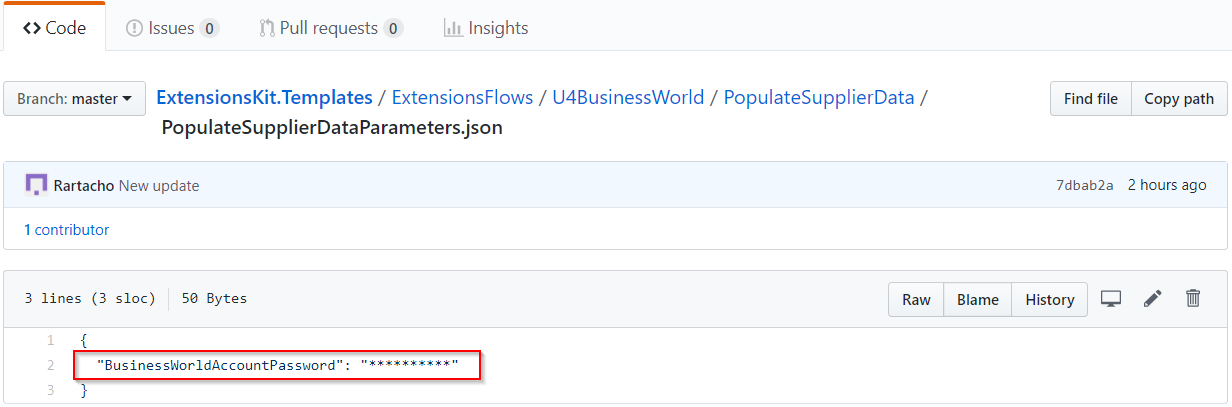 Code Issues 0 Pull requests 0 Insights
Branch: master ExtensionsKit.Templates / ExtensionsFlows / U4BusinessWorld / PopulateSupplierData / Find file Copy path
PopulateSupplierDataParameters.json
Rartacho New update 7dbab2a 2 hours ago
1 contributor
3 lines (3 sloc) 50 Bytes Raw Blame History
1 {
2 "BusinessWorldAccountPassword": "**********"
3 }